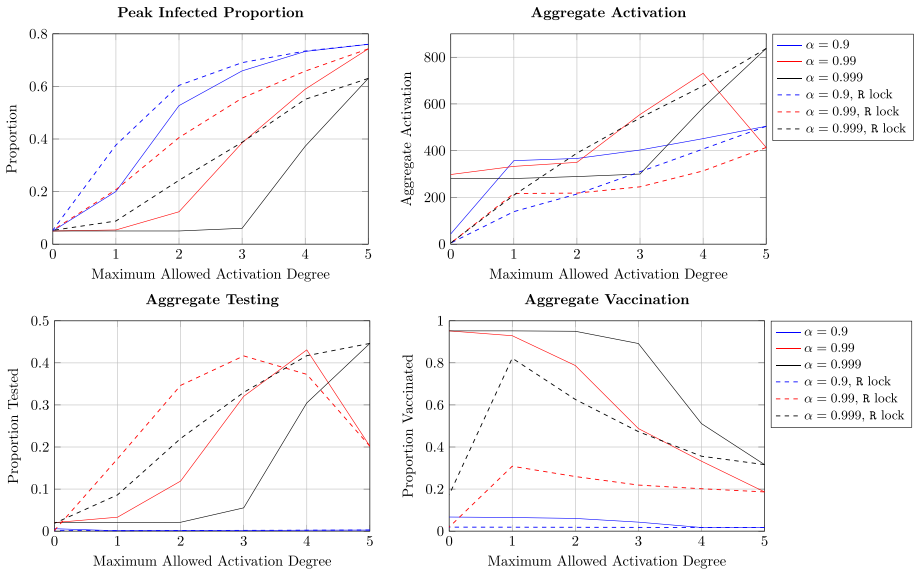 Peak Infected Proportion
Proportion
0.8
0.6
0.4
0.2
0
0 1 2 3 4 5
Maximum Allowed Activation Degree
Aggregate Activation
Aggregate Activation
800
600
400
200
0
0 1 2 3 4 5
Maximum Allowed Activation Degree
α = 0.9
α = 0.99
α = 0.999
α = 0.9, R lock
α = 0.99, R lock
α = 0.999, R lock
Aggregate Testing
Proportion Tested
0.5
0.4
0.3
0.2
0.1
0
0 1 2 3 4 5
Maximum Allowed Activation Degree
Aggregate Vaccination
Proportion Vaccinated
1
0.8
0.6
0.4
0.2
0
0 1 2 3 4 5
Maximum Allowed Activation Degree
α = 0.9
α = 0.99
α = 0.999
α = 0.9, R lock
α = 0.99, R lock
α = 0.999, R lock